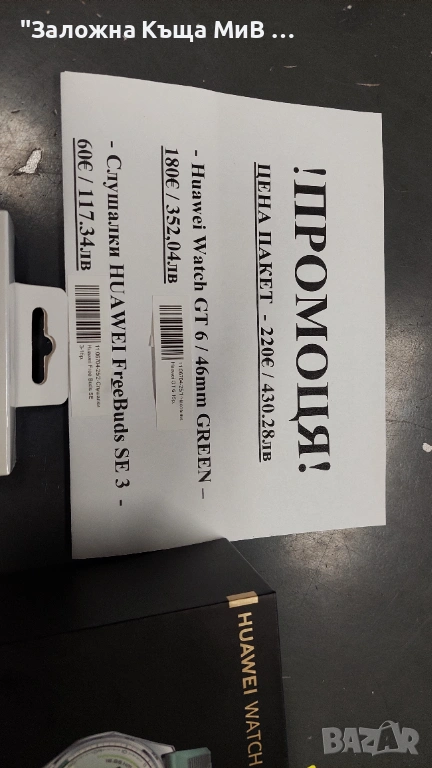 "Заложна Къща МиВ ...
!ПРОМОЦЯ!
ЦЕНА ПАКЕТ - 220€ / 430.28лв
- Huawei Watch GT 6 / 46mm GREEN –
180€ / 352,04лв
- Слушалки HUAWEI FreeBuds SE 3 -
60€ / 117.34лв
HUAWEI WATCH
BAZAR